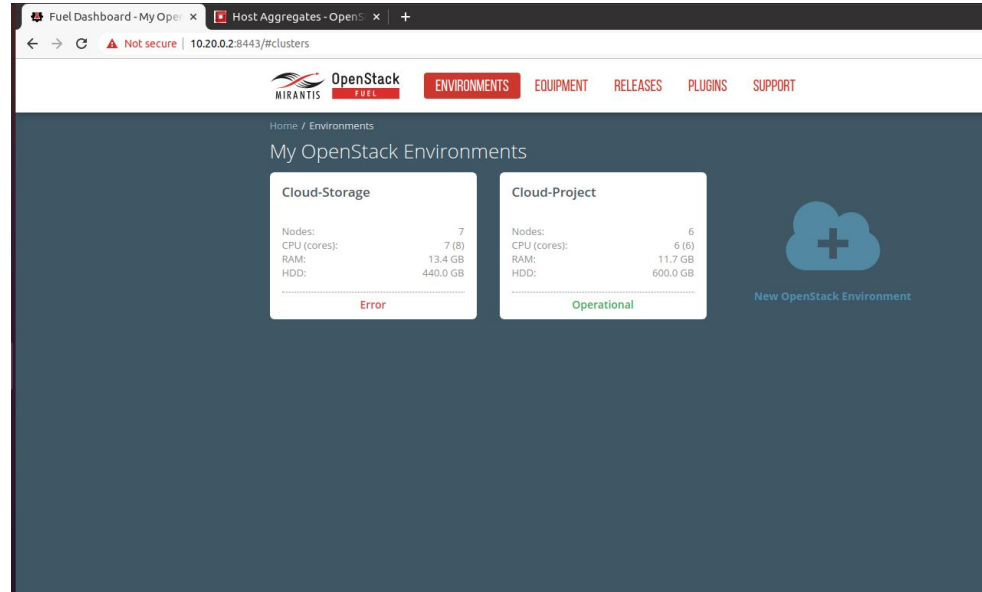 Fuel Dashboard - My Oper
Host Aggregates - OpenS
Not secure | 10.20.0.2:8443/#clusters
MIRANTIS OpenStack FUEL
ENVIRONMENTS EQUIPMENT RELEASES PLUGINS SUPPORT
Home / Environments
My OpenStack Environments
Cloud-Storage
Nodes: 7
CPU (cores): 7 (8)
RAM: 13.4 GB
HDD: 440.0 GB
Error
Cloud-Project
Nodes: 6
CPU (cores): 6 (6)
RAM: 11.7 GB
HDD: 600.0 GB
Operational
New OpenStack Environment